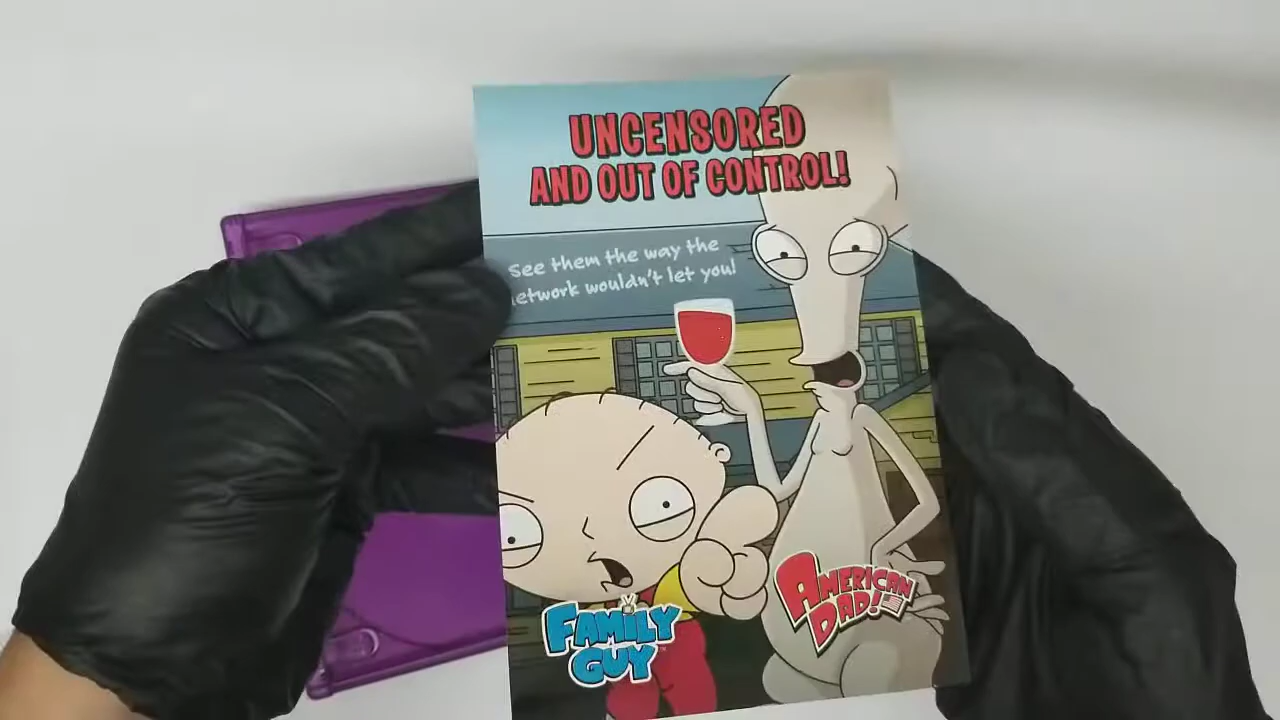 UNCENSORED
AND OUT OF CONTROL!
See them the way the
etwork wouldn't let you!
AMERICAN
DAD!
FAMILY
GUY